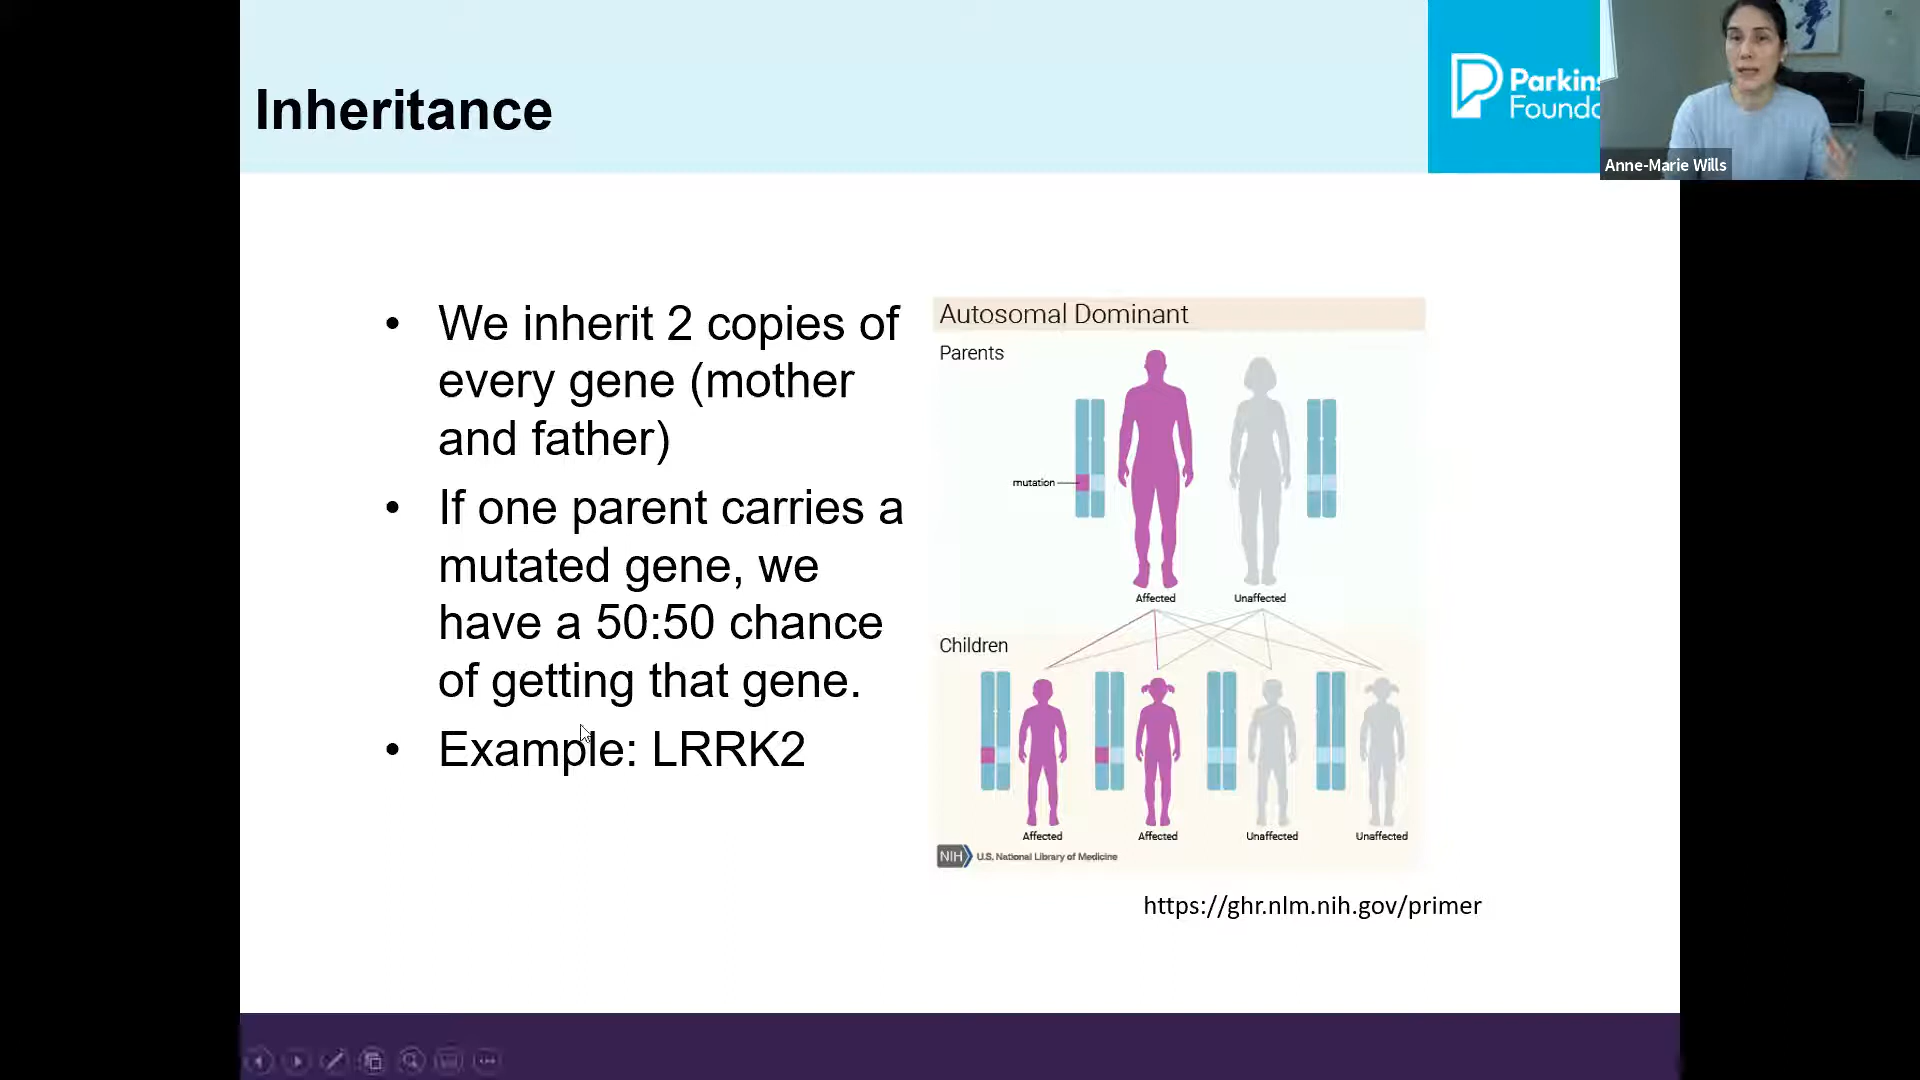 Inheritance
Parkins
Founda
Anne-Marie Wills
• We inherit 2 copies of
every gene (mother
and father)
• If one parent carries a
mutated gene, we
have a 50:50 chance
of getting that gene.
• Example: LRRK2
Autosomal Dominant
Parents
mutation
Affected
Unaffected
Children
Affected
Affected
Unaffected
Unaffected
NIH U.S. National Library of Medicine
https://ghr.nlm.nih.gov/primer